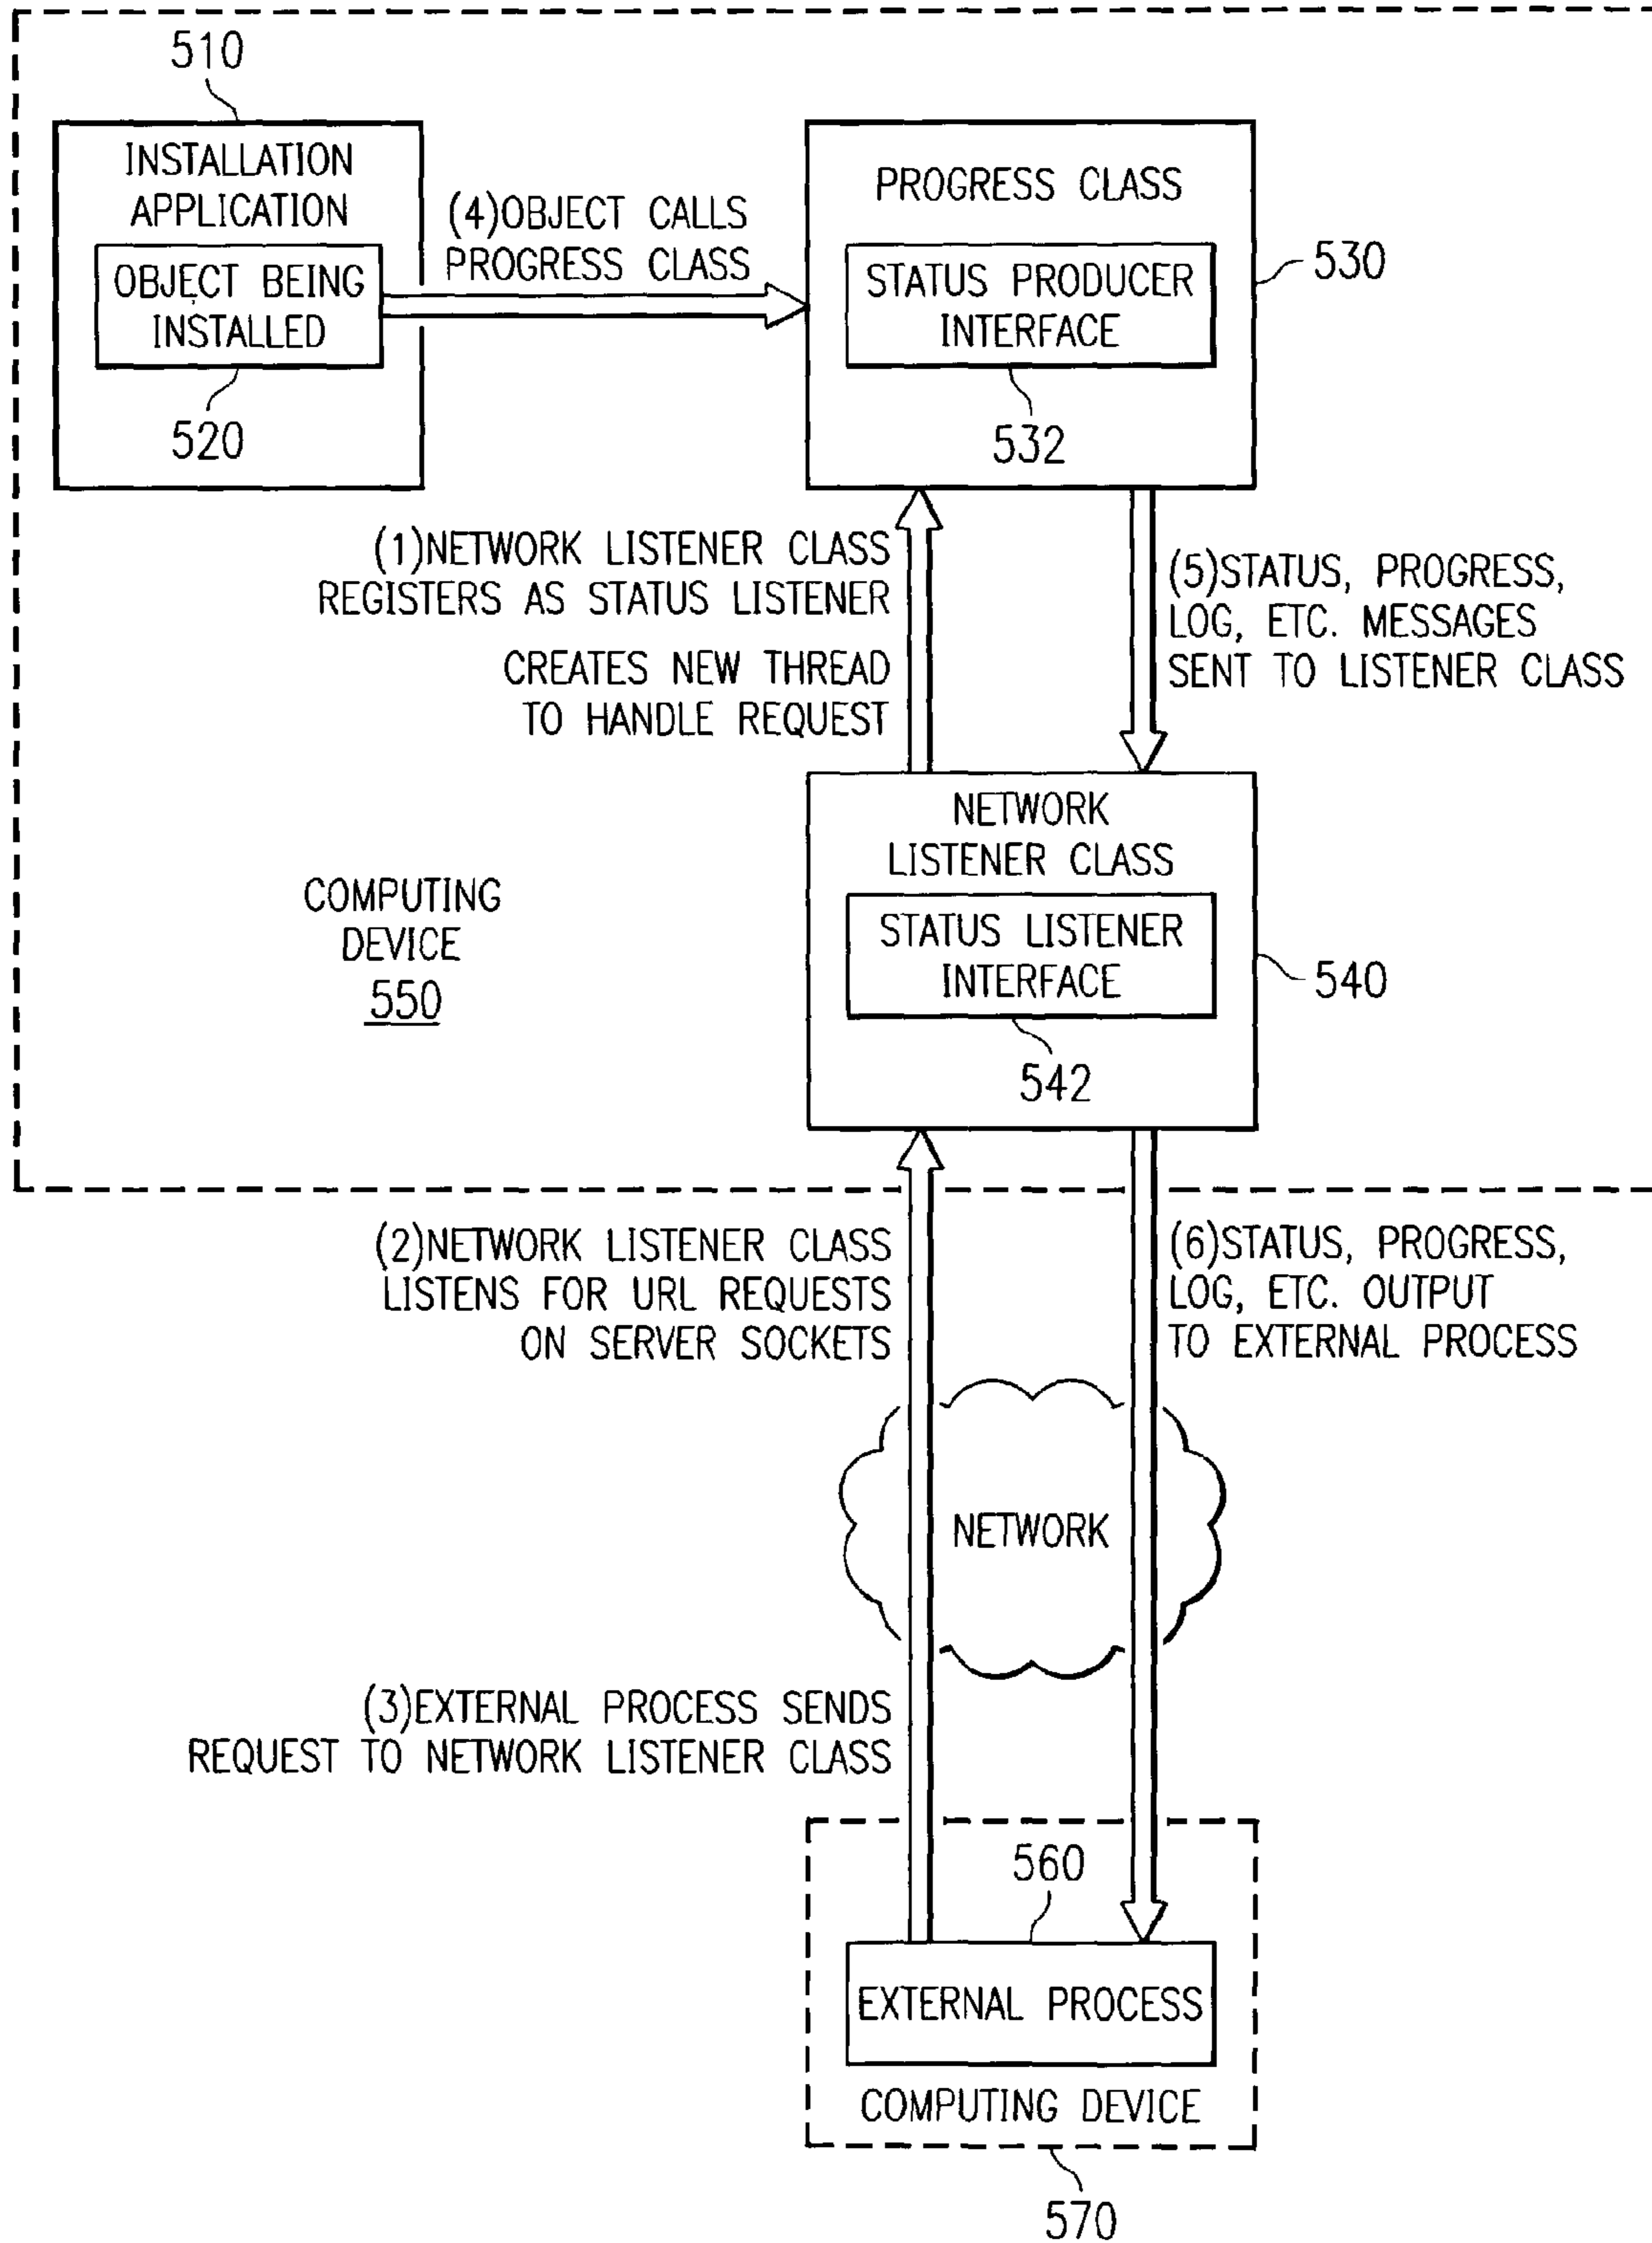 510
INSTALLATION
APPLICATION
OBJECT BEING
INSTALLED
520
(4)OBJECT CALLS
PROGRESS CLASS
PROGRESS CLASS
STATUS PRODUCER
INTERFACE
530
532
(1)NETWORK LISTENER CLASS
REGISTERS AS STATUS LISTENER
CREATES NEW THREAD
TO HANDLE REQUEST
(5)STATUS, PROGRESS,
LOG, ETC. MESSAGES
SENT TO LISTENER CLASS
NETWORK
LISTENER CLASS
STATUS LISTENER
INTERFACE
540
542
COMPUTING
DEVICE
550
(2)NETWORK LISTENER CLASS
LISTENS FOR URL REQUESTS
ON SERVER SOCKETS
(6)STATUS, PROGRESS,
LOG, ETC. OUTPUT
TO EXTERNAL PROCESS
NETWORK
(3)EXTERNAL PROCESS SENDS
REQUEST TO NETWORK LISTENER CLASS
560
EXTERNAL PROCESS
COMPUTING DEVICE
570